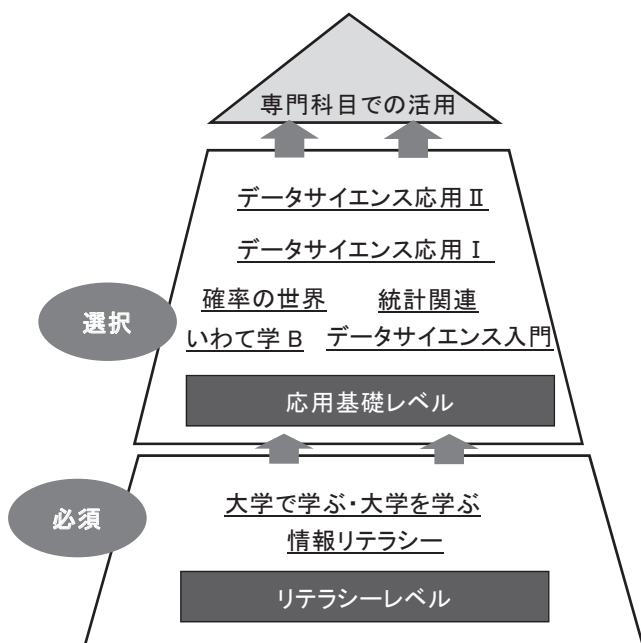 専門科目での活用
データサイエンス応用Ⅱ
データサイエンス応用Ⅰ
確率の世界 統計関連
いわて学 B データサイエンス入門
選択
応用基礎レベル
大学で学ぶ・大学を学ぶ
必須
情報リテラシー
リテラシーレベル